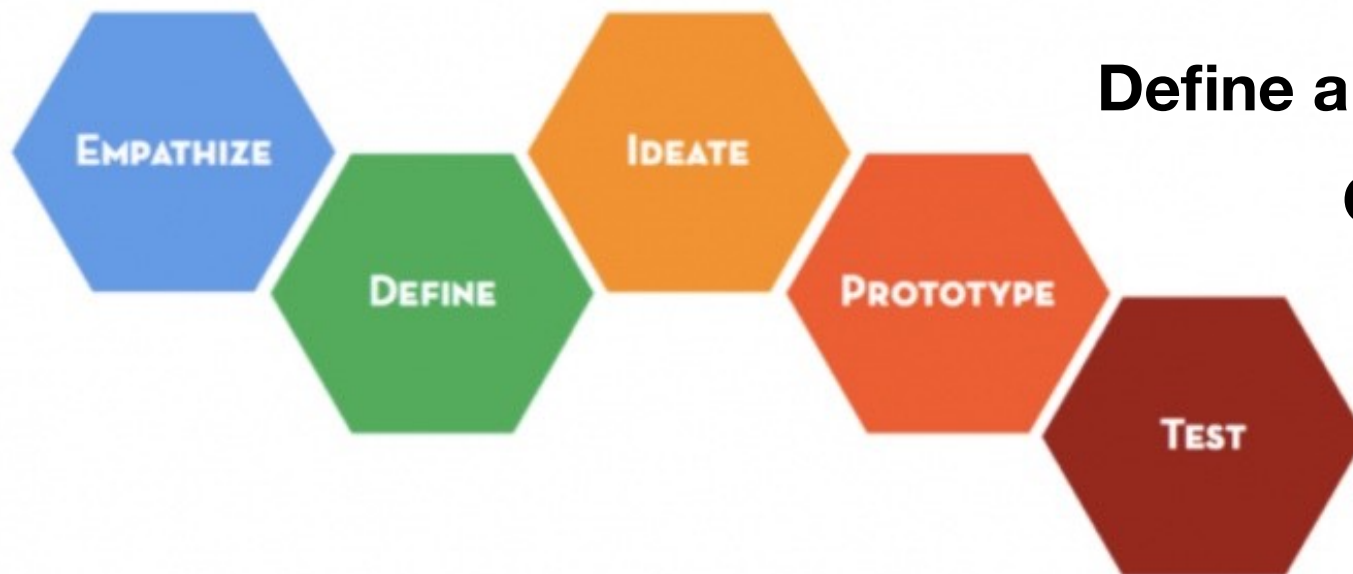 Define a
EMPATHIZE
IDEATE
DEFINE
PROTOTYPE
TEST